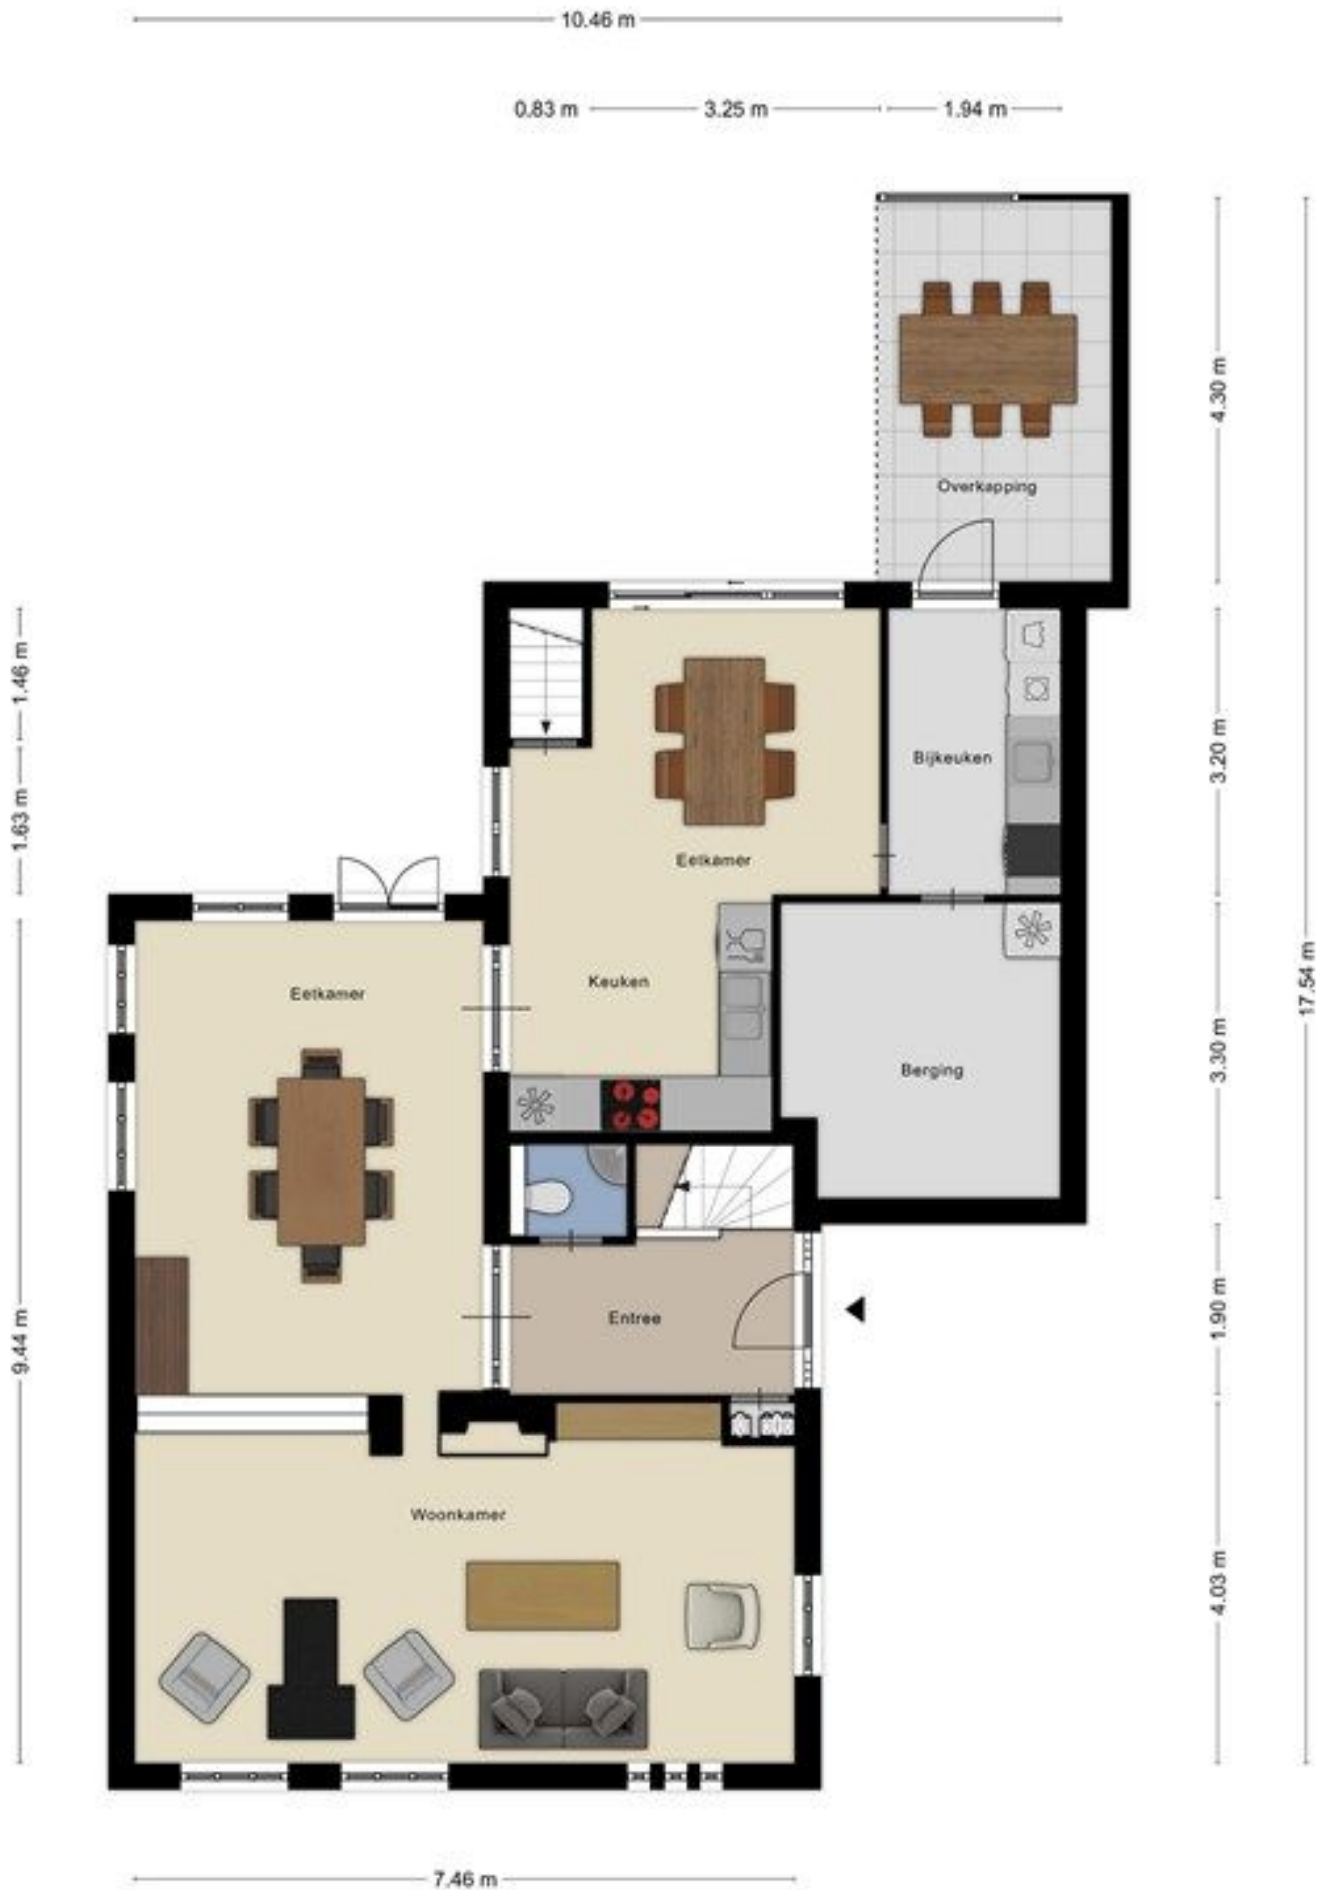 10.46 m
0.83 m
3.25 m
1.94 m
4.30 m
Overkapping
1.46 m
1.63 m
3.20 m
Bijkeuken
Eetkamer
17.54 m
Keuken
Eetkamer
3.30 m
Berging
1.90 m
Entree
9.44 m
Woonkamer
4.03 m
7.46 m